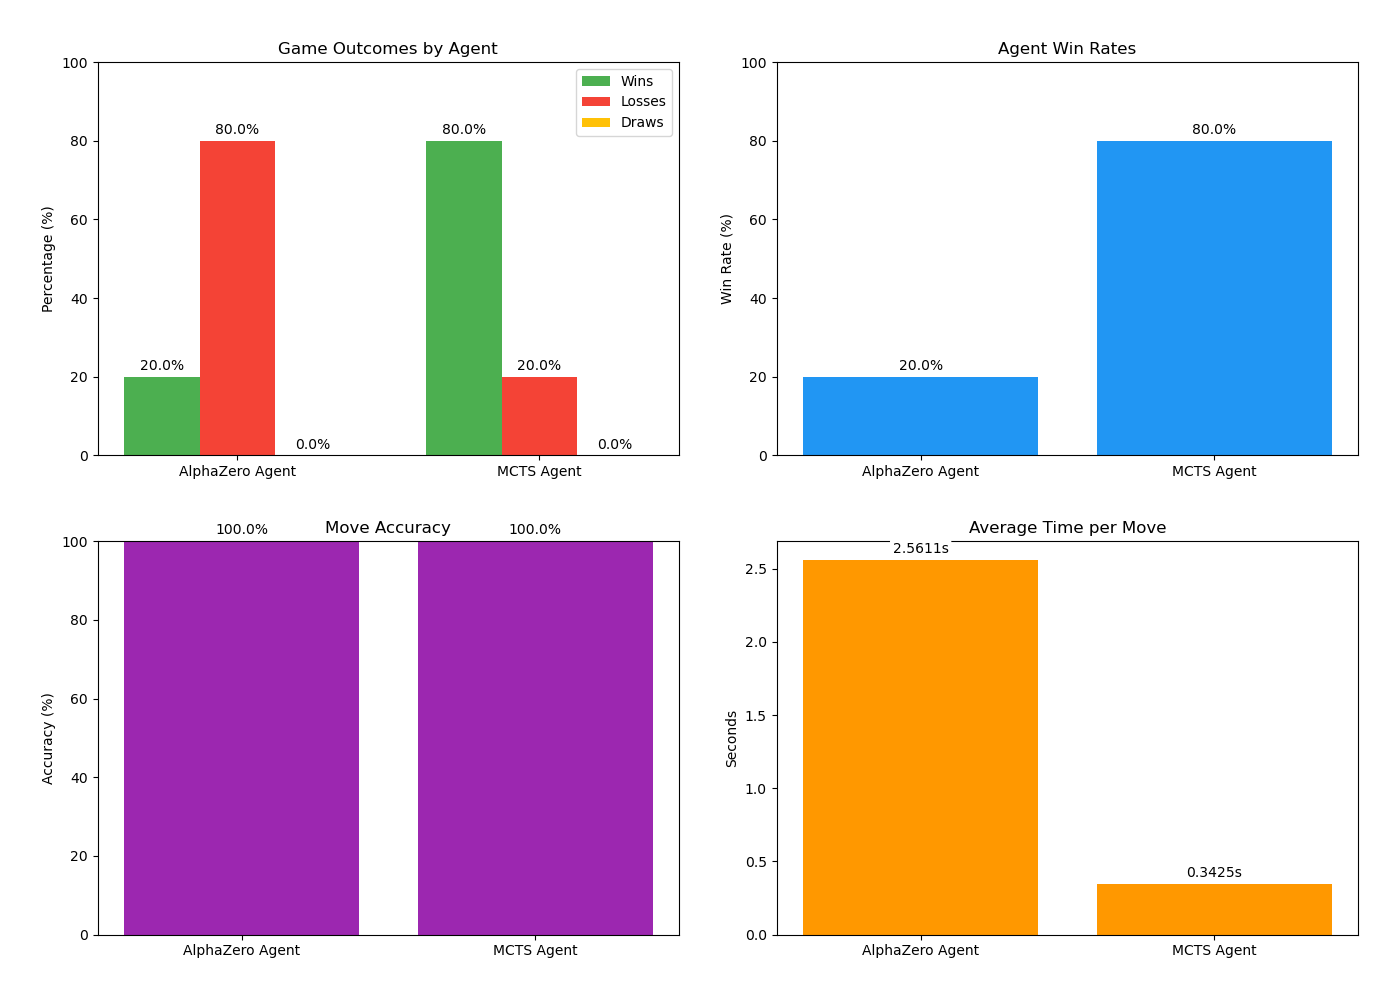 Game Outcomes by Agent
Percentage (%)
100
80
60
40
20
0
Wins
Losses
Draws
20.0%
80.0%
0.0%
80.0%
20.0%
0.0%
AlphaZero Agent
MCTS Agent
Agent Win Rates
Win Rate (%)
100
80
60
40
20
0
20.0%
80.0%
AlphaZero Agent
MCTS Agent
Move Accuracy
Accuracy (%)
100
80
60
40
20
0
100.0%
100.0%
AlphaZero Agent
MCTS Agent
Average Time per Move
Seconds
2.5
2.0
1.5
1.0
0.5
0.0
2.5611s
0.3425s
AlphaZero Agent
MCTS Agent